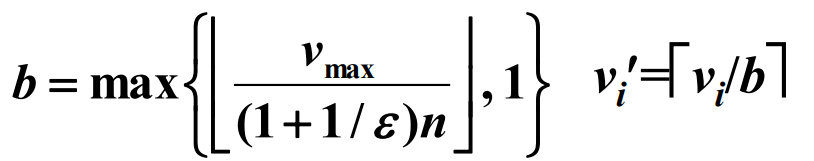 b = max{⌊v_max/((1+1/ε)n)⌋,1} v_i′=⌈v_i/b⌉